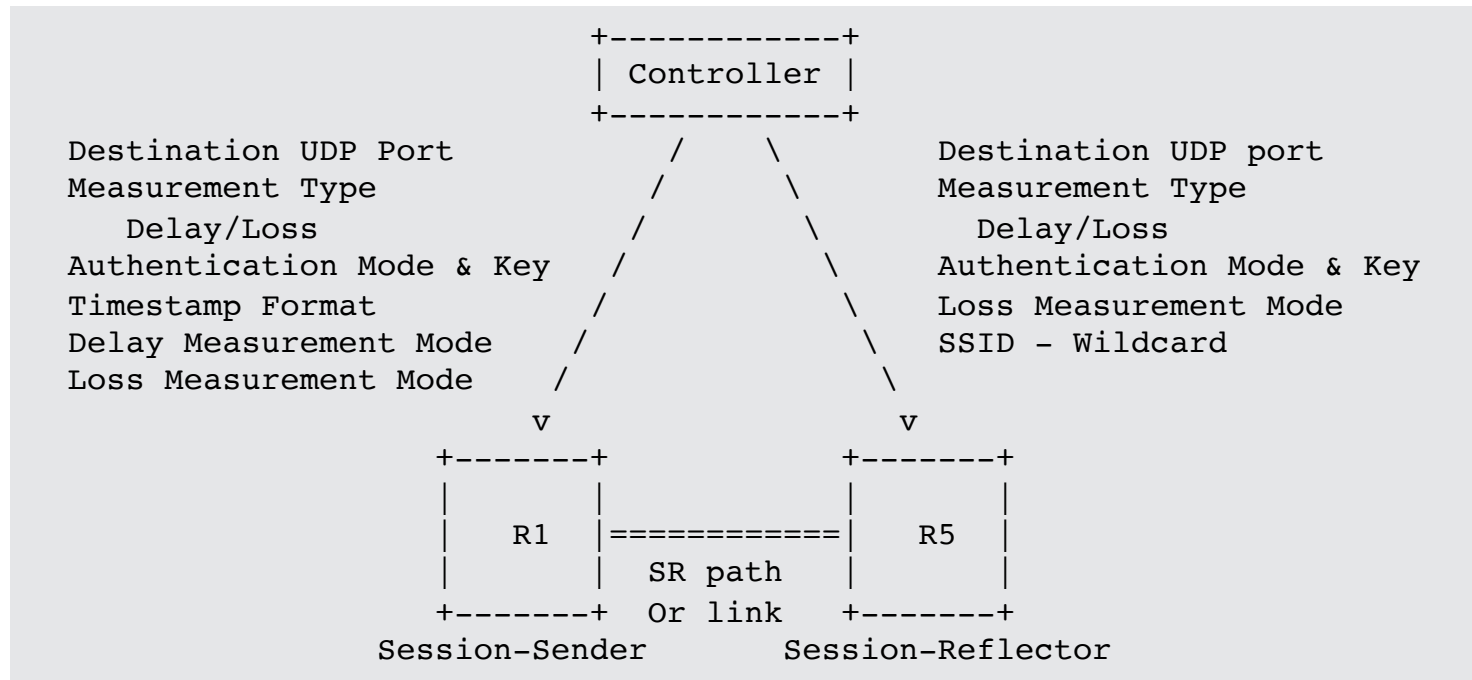 Controller
Destination UDP Port
Measurement Type
Delay/Loss
Authentication Mode & Key
Timestamp Format
Delay Measurement Mode
Loss Measurement Mode
Destination UDP port
Measurement Type
Delay/Loss
Authentication Mode & Key
Loss Measurement Mode
SSID - Wildcard
v
v
R1
R5
SR path
Or link
Session-Sender
Session-Reflector